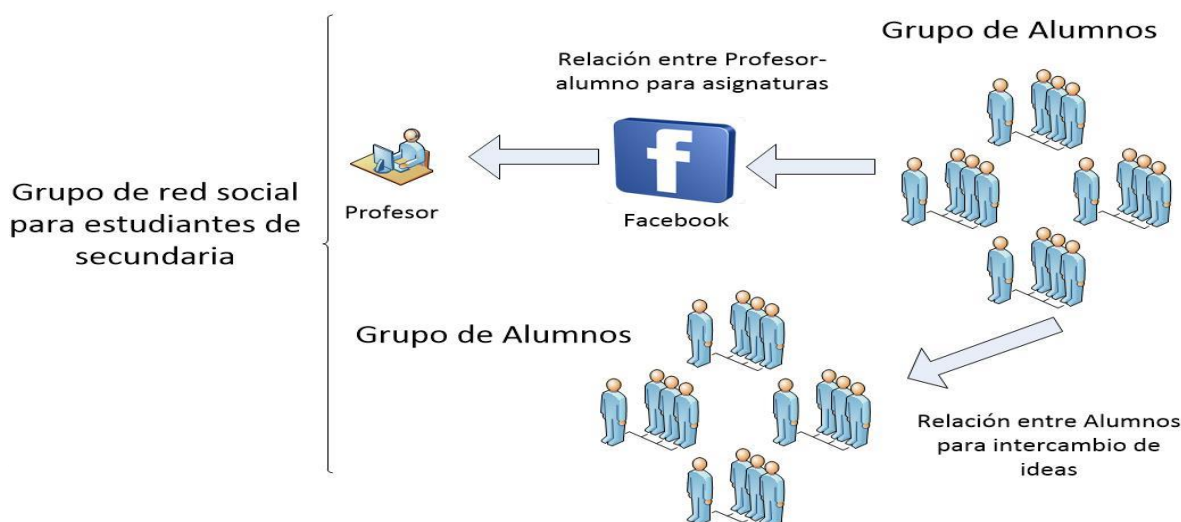 Grupo de red social
para estudiantes de
secundaria
Relación entre Profesor-
alumno para asignaturas
Grupo de Alumnos
f
Profesor
Facebook
Grupo de Alumnos
Relación entre Alumnos
para intercambio de
ideas